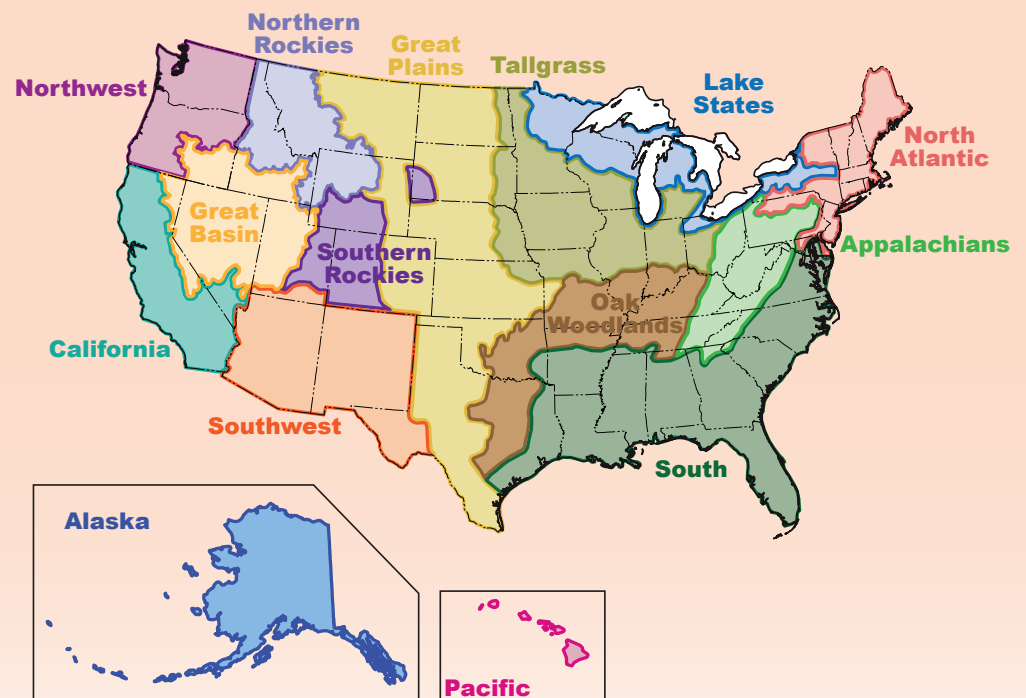 Northern
Rockies
Great
Plains
Tallgrass
Northwest
Lake
States
North
Atlantic
Great
Basin
Southern
Rockies
Appalachians
Oak
Woodlands
California
Southwest
South
Alaska
Pacific